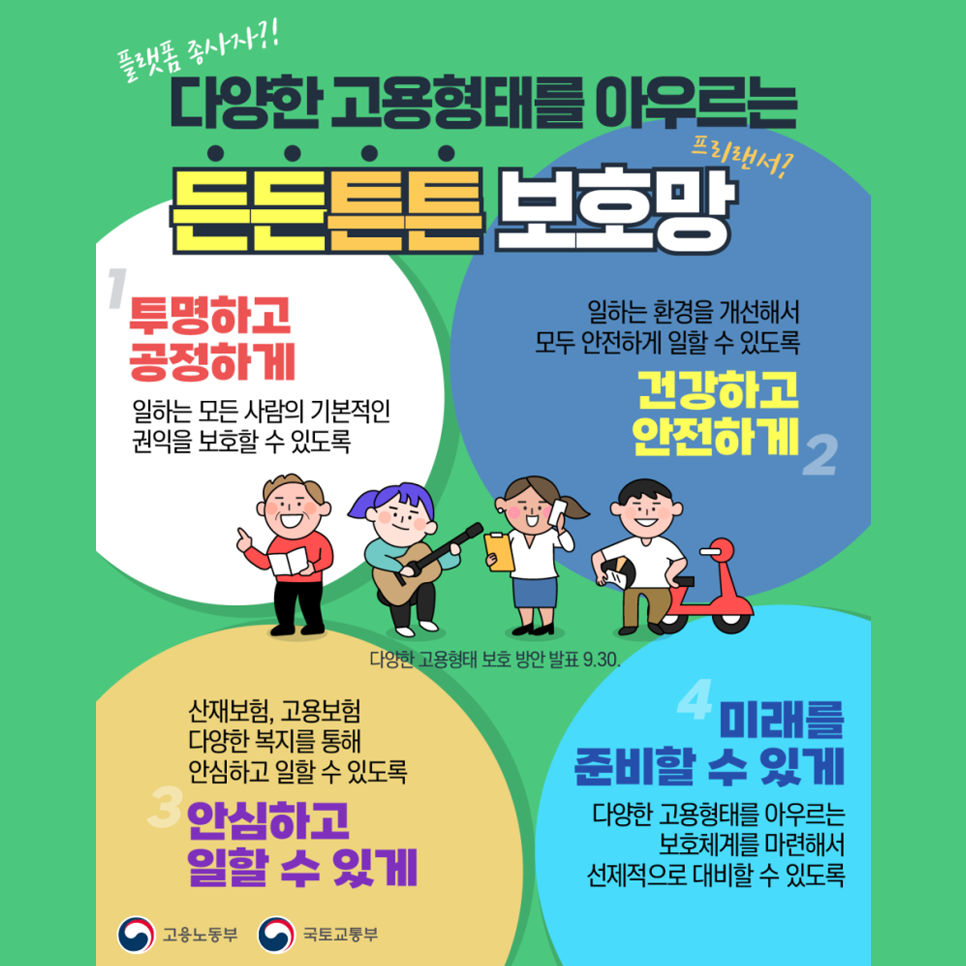 플랫폼 종사자?!
다양한 고용형태를 아우르는
프리랜서?
든든튼튼 보호망
1
투명하고
공정하게
일하는 모든 사람의 기본적인
권익을 보호할 수 있도록
일하는 환경을 개선해서
모두 안전하게 일할 수 있도록
건강하고
안전하게 2
다양한 고용형태 보호 방안 발표 9.30.
산재보험, 고용보험
다양한 복지를 통해
안심하고 일할 수 있도록
3 안심하고
일할 수 있게
4 미래를
준비할 수 있게
다양한 고용형태를 아우르는
보호체계를 마련해서
선제적으로 대비할 수 있도록
고용노동부 국토교통부